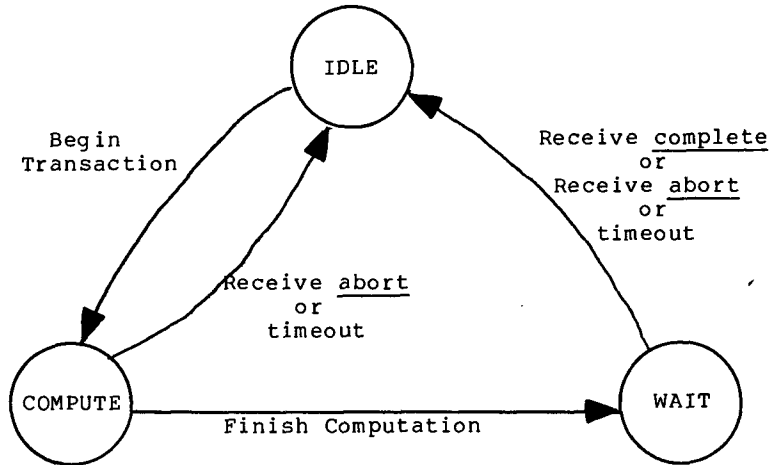 IDLE
Begin
Transaction
Receive complete
or
Receive abort
or
timeout
Receive abort
or
timeout
COMPUTE
WAIT
Finish Computation